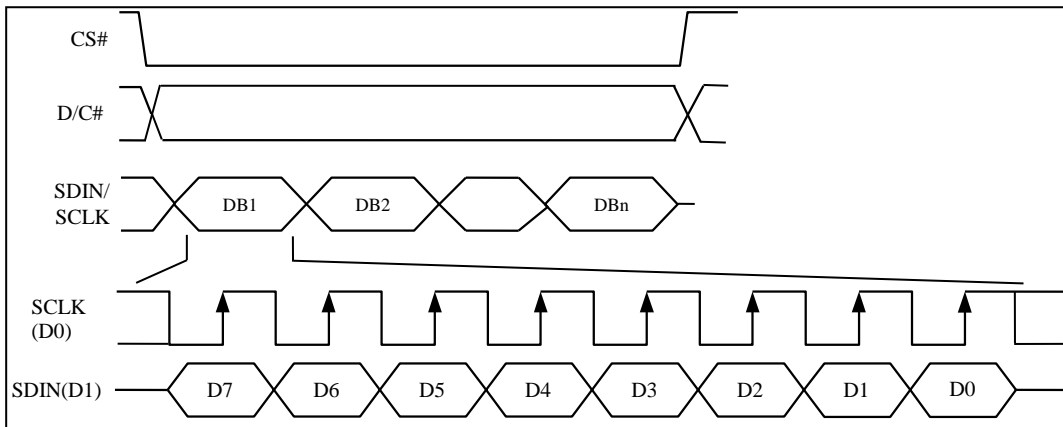 CS#
D/C#
SDIN/
SCLK
DB1 DB2 DBn
SCLK
(D0)
SDIN(D1) D7 D6 D5 D4 D3 D2 D1 D0